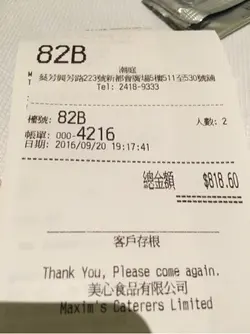 82B
潮庭
葵芳興芳路223號新都會廣場5樓511至530號舖
Tel: 2418-9333
檯號: 82B
人數: 2
帳單: 000-4216
日期: 2016/09/20 19:17:41
總金額 $818.60
客戶存根
Thank You, Please come again.
美心食品有限公司
Maxim's Caterers Limited